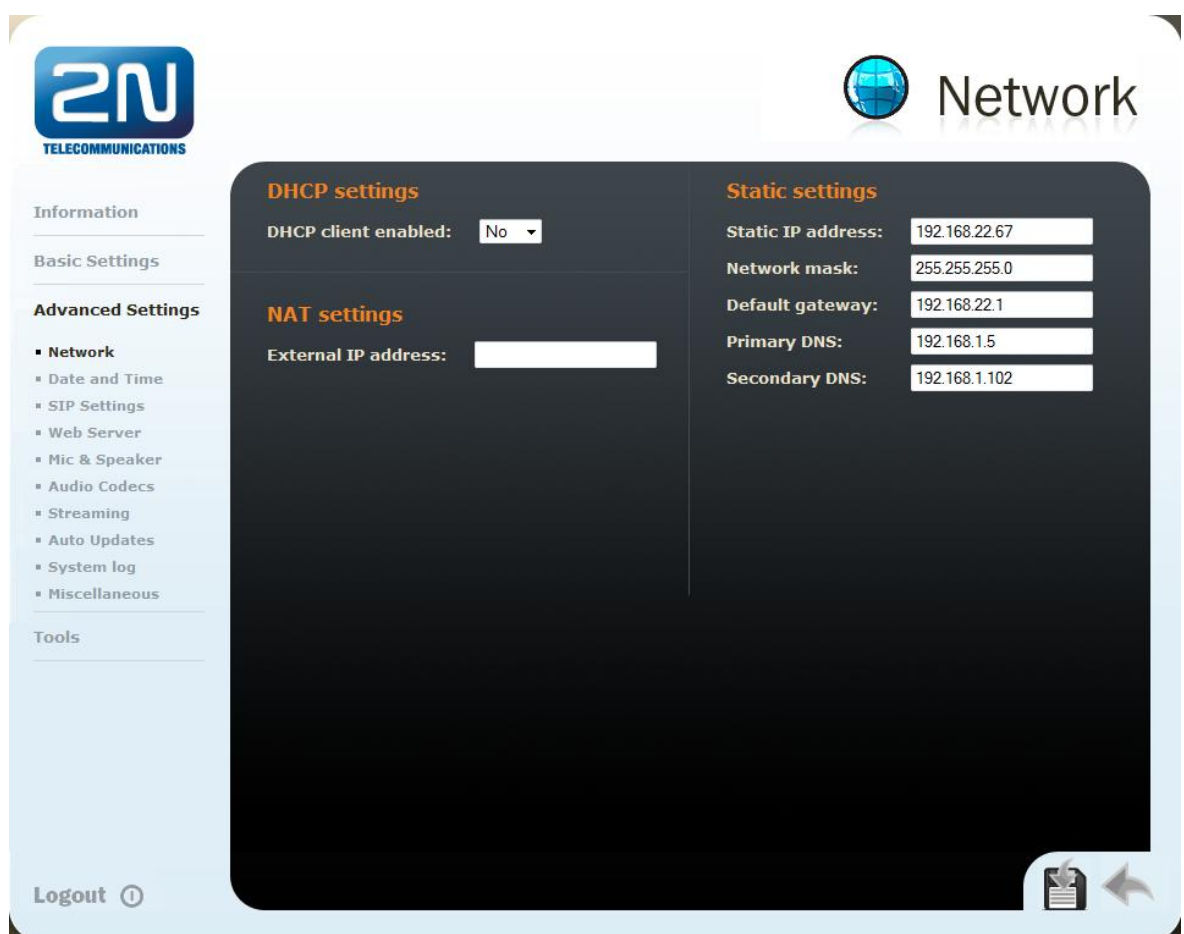 2N
TELECOMMUNICATIONS
Network
Information
Basic Settings
Advanced Settings
Network
Date and Time
SIP Settings
Web Server
Mic & Speaker
Audio Codecs
Streaming
Auto Updates
System log
Miscellaneous
Tools
Logout
DHCP settings
DHCP client enabled: No
NAT settings
External IP address:
Static settings
Static IP address: 192.168.22.67
Network mask: 255.255.255.0
Default gateway: 192.168.22.1
Primary DNS: 192.168.1.5
Secondary DNS: 192.168.1.102